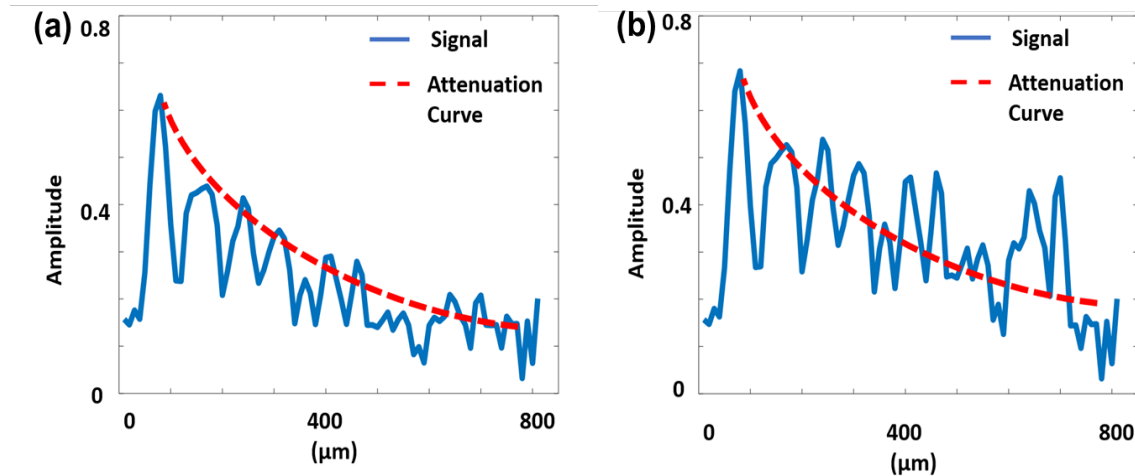 (a)
0.8
Signal
Attenuation
Curve
Amplitude
0.4
0
0
400
800
(μm)
(b)
0.8
Signal
Attenuation
Curve
Amplitude
0.4
0
0
400
800
(μm)